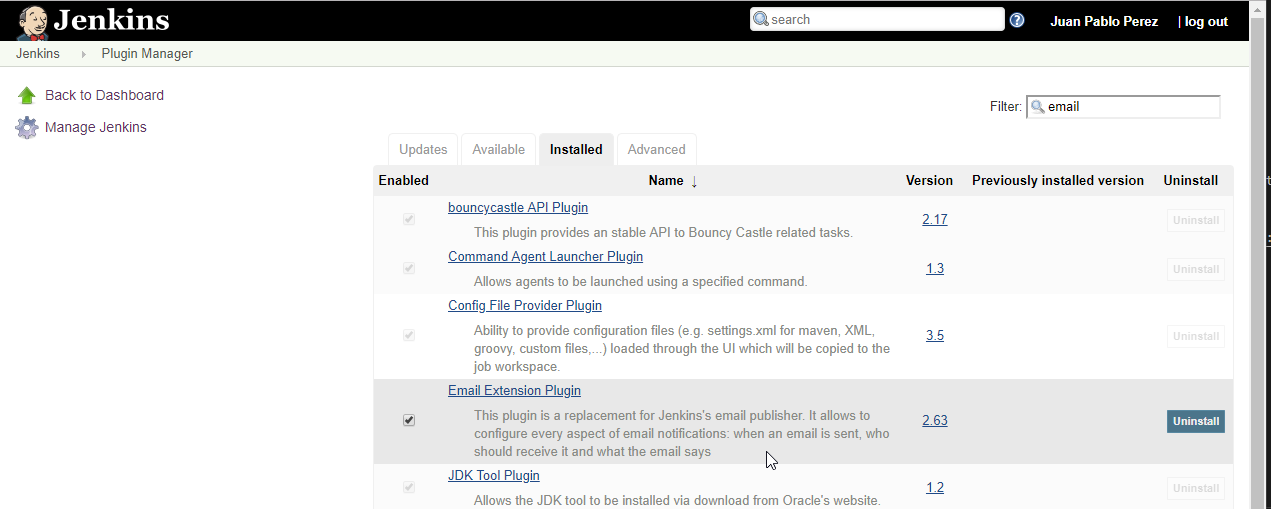 Jenkins
search
?
Juan Pablo Perez
| log out
Jenkins
Plugin Manager
Back to Dashboard
Manage Jenkins
Filter: email
Updates Available Installed Advanced
Enabled Name ↓ Version Previously installed version Uninstall
bouncycastle API Plugin
This plugin provides an stable API to Bouncy Castle related tasks.
2.17
Uninstall
Command Agent Launcher Plugin
Allows agents to be launched using a specified command.
1.3
Uninstall
Config File Provider Plugin
Ability to provide configuration files (e.g. settings.xml for maven, XML,
groovy, custom files,...) loaded through the UI which will be copied to the
job workspace.
3.5
Uninstall
Email Extension Plugin
This plugin is a replacement for Jenkins's email publisher. It allows to
configure every aspect of email notifications: when an email is sent, who
should receive it and what the email says
2.63
Uninstall
JDK Tool Plugin
Allows the JDK tool to be installed via download from Oracle's website.
1.2
Uninstall